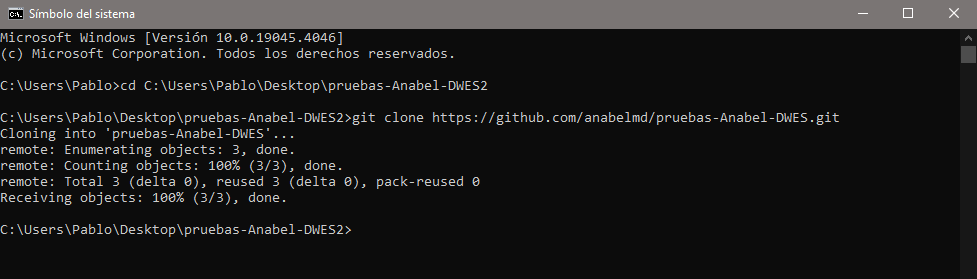 Símbolo del sistema
Microsoft Windows [Versión 10.0.19045.4046]
(c) Microsoft Corporation. Todos los derechos reservados.
C:\Users\Pablo>cd C:\Users\Pablo\Desktop\pruebas-Anabel-DWES2
C:\Users\Pablo\Desktop\pruebas-Anabel-DWES2>git clone https://github.com/anabelmd/pruebas-Anabel-DWES.git
Cloning into 'pruebas-Anabel-DWES'...
remote: Enumerating objects: 3, done.
remote: Counting objects: 100% (3/3), done.
remote: Total 3 (delta 0), reused 3 (delta 0), pack-reused 0
Receiving objects: 100% (3/3), done.
C:\Users\Pablo\Desktop\pruebas-Anabel-DWES2>